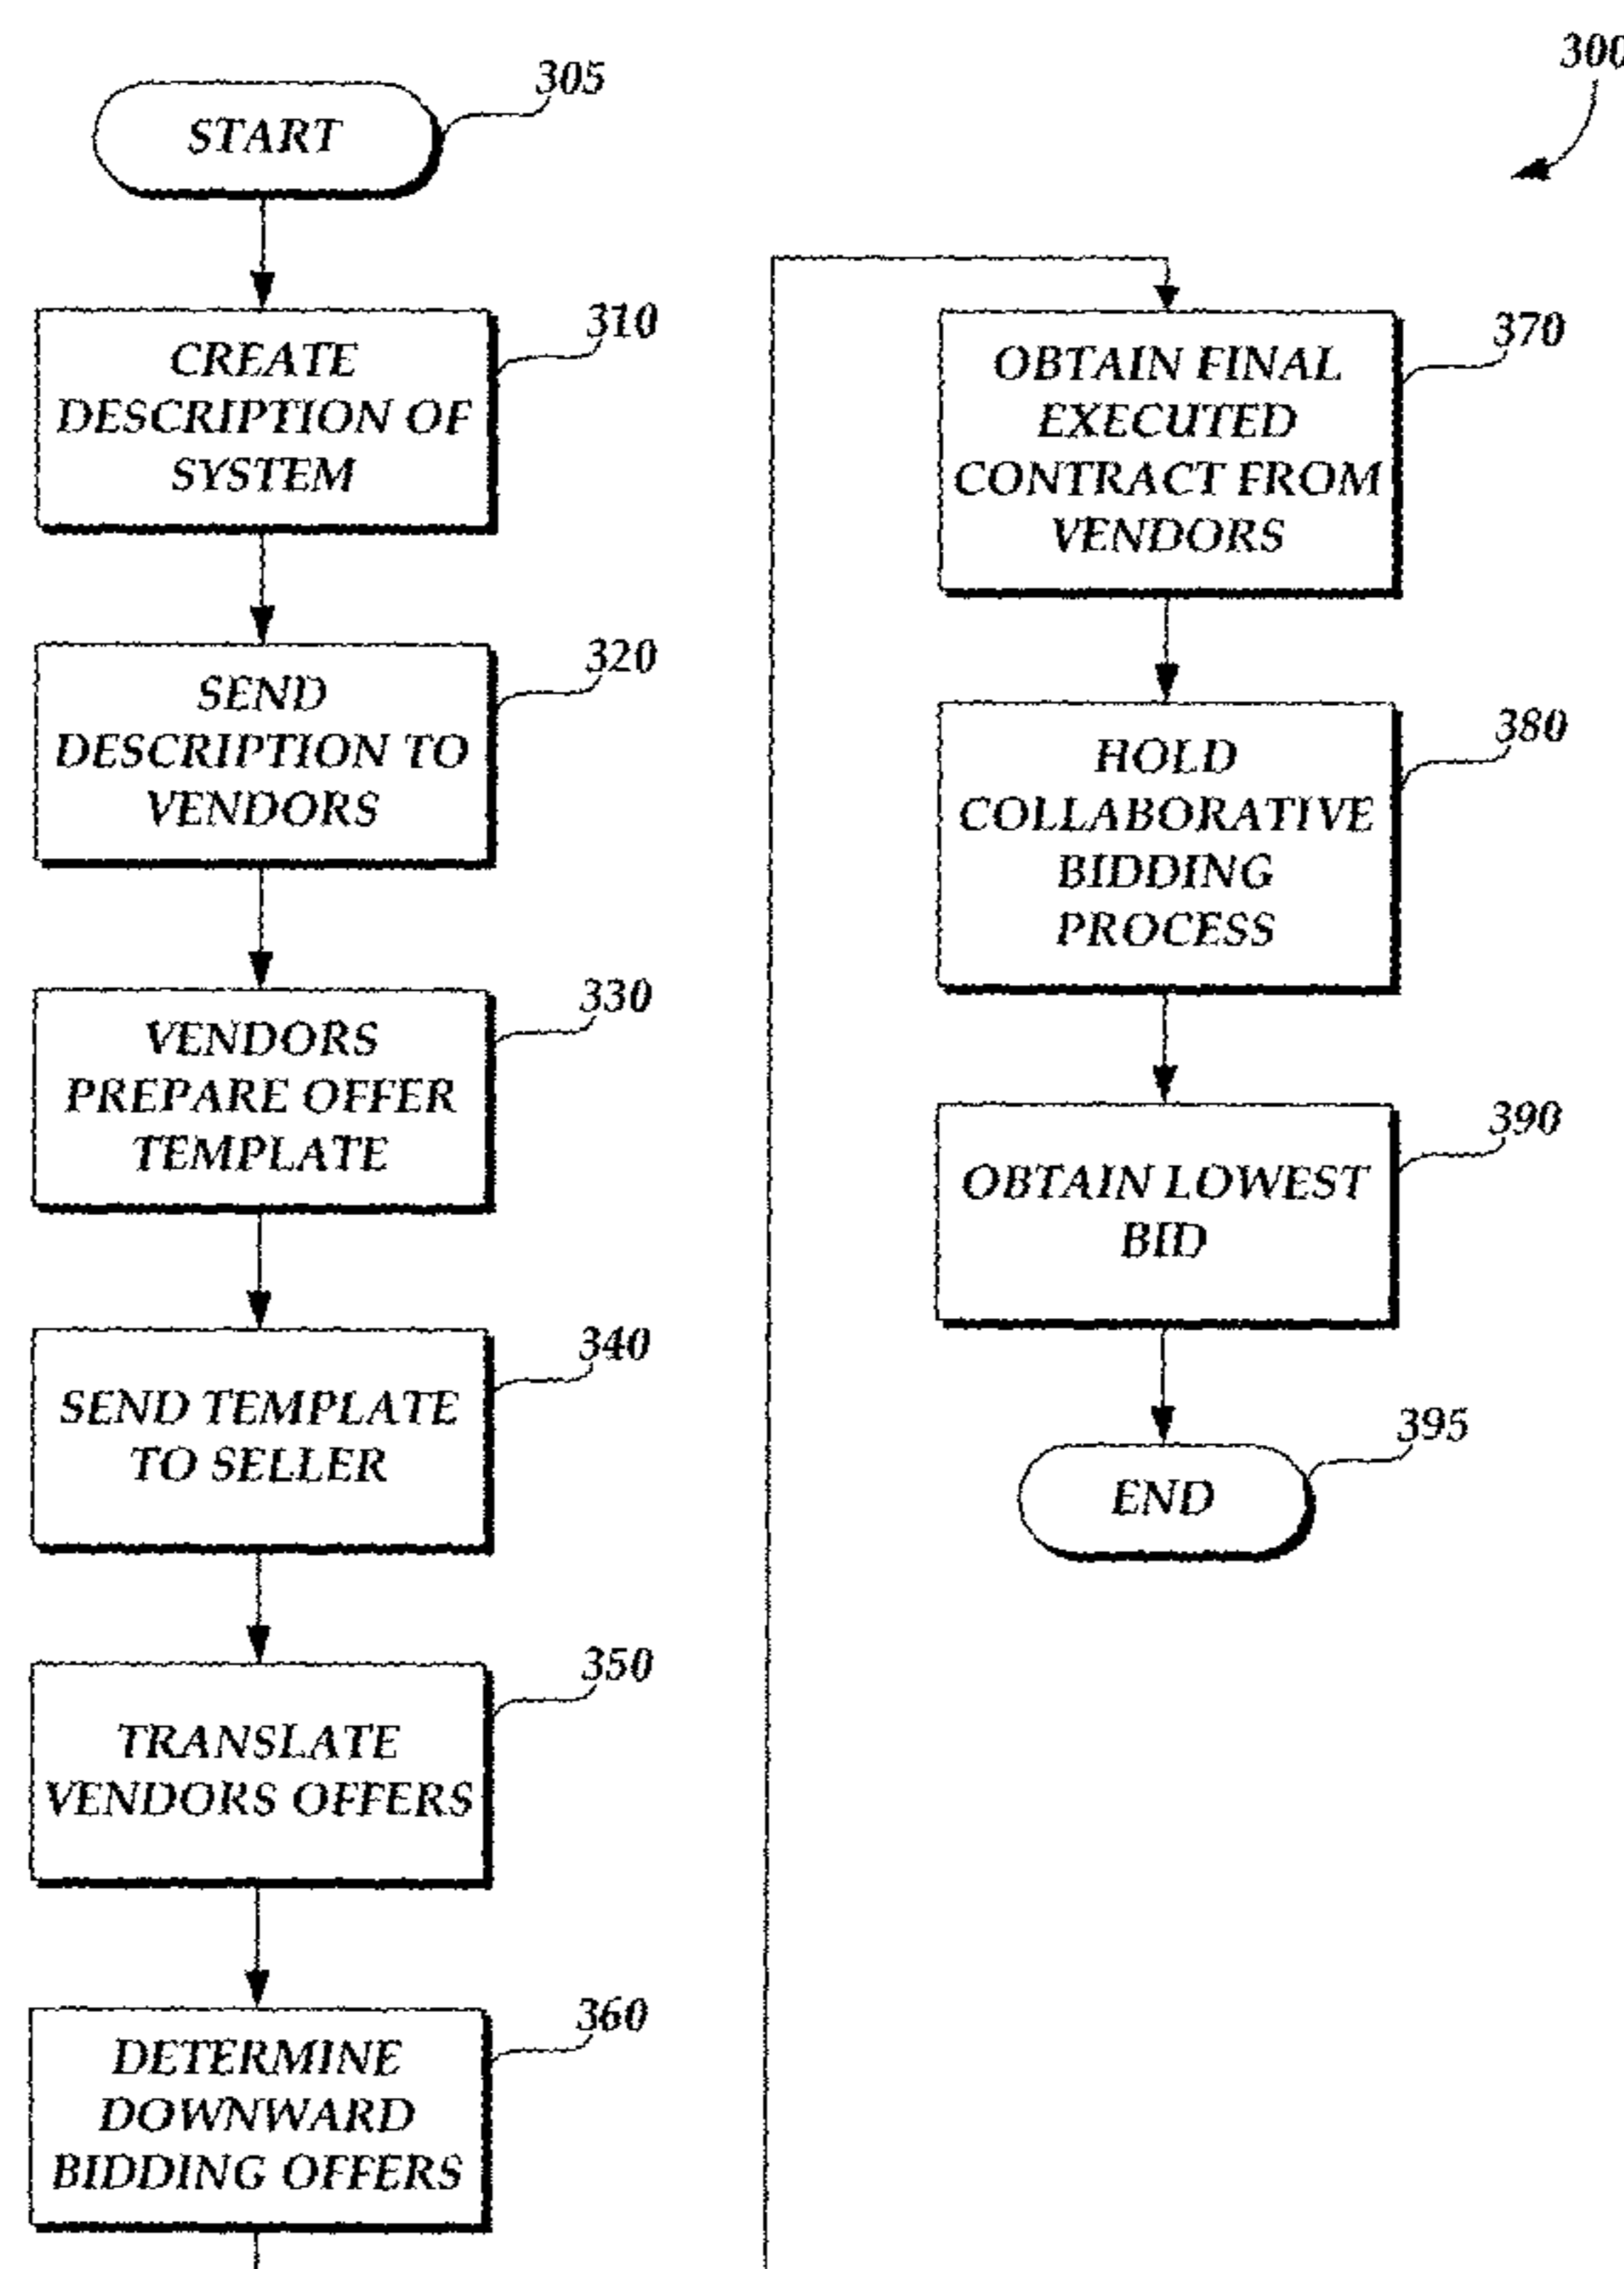 300
305
START
310
CREATE
DESCRIPTION OF
SYSTEM
320
SEND
DESCRIPTION TO
VENDORS
330
VENDORS
PREPARE OFFER
TEMPLATE
340
SEND TEMPLATE
TO SELLER
350
TRANSLATE
VENDORS OFFERS
360
DETERMINE
DOWNWARD
BIDDING OFFERS
370
OBTAIN FINAL
EXECUTED
CONTRACT FROM
VENDORS
380
HOLD
COLLABORATIVE
BIDDING
PROCESS
390
OBTAIN LOWEST
BID
395
END